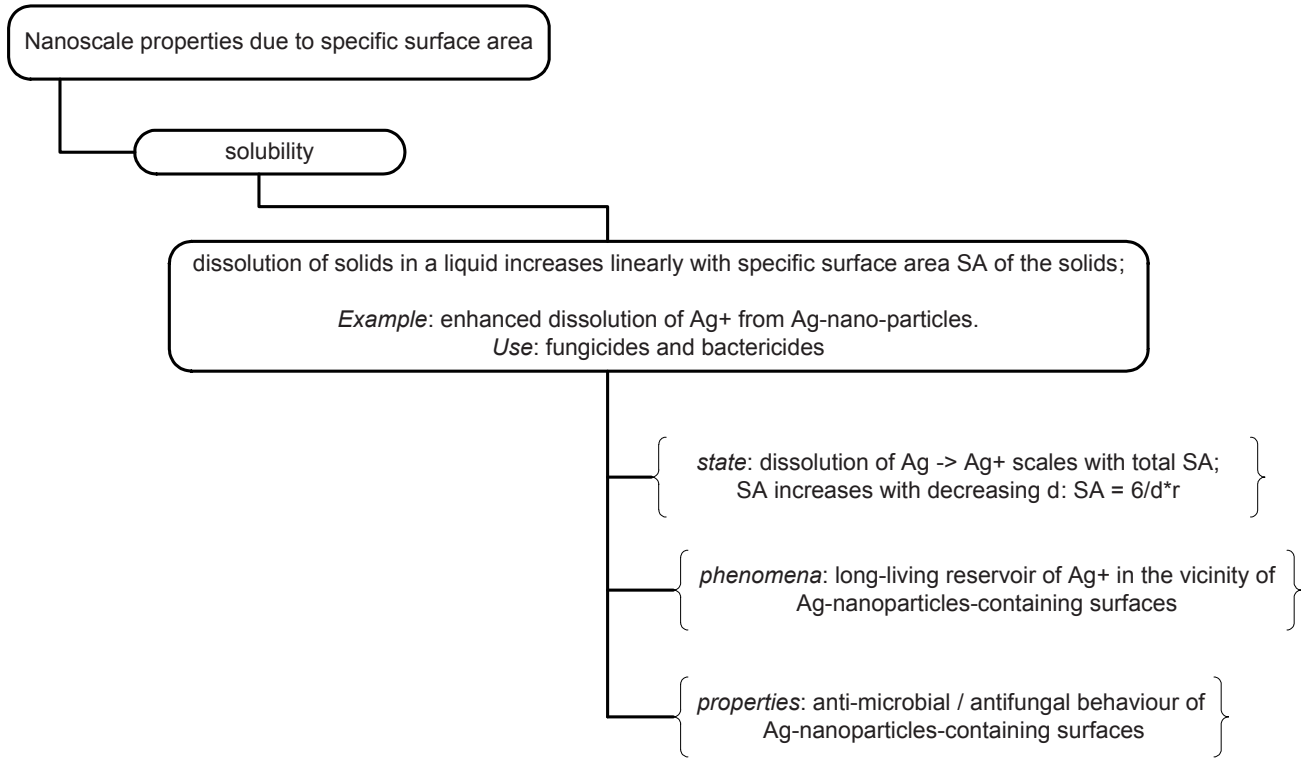 Nanoscale properties due to specific surface area
solubility
dissolution of solids in a liquid increases linearly with specific surface area SA of the solids;
Example: enhanced dissolution of Ag+ from Ag-nano-particles.
Use: fungicides and bactericides
state: dissolution of Ag -> Ag+ scales with total SA;
SA increases with decreasing d: SA = 6/d*r
phenomena: long-living reservoir of Ag+ in the vicinity of
Ag-nanoparticles-containing surfaces
properties: anti-microbial / antifungal behaviour of
Ag-nanoparticles-containing surfaces